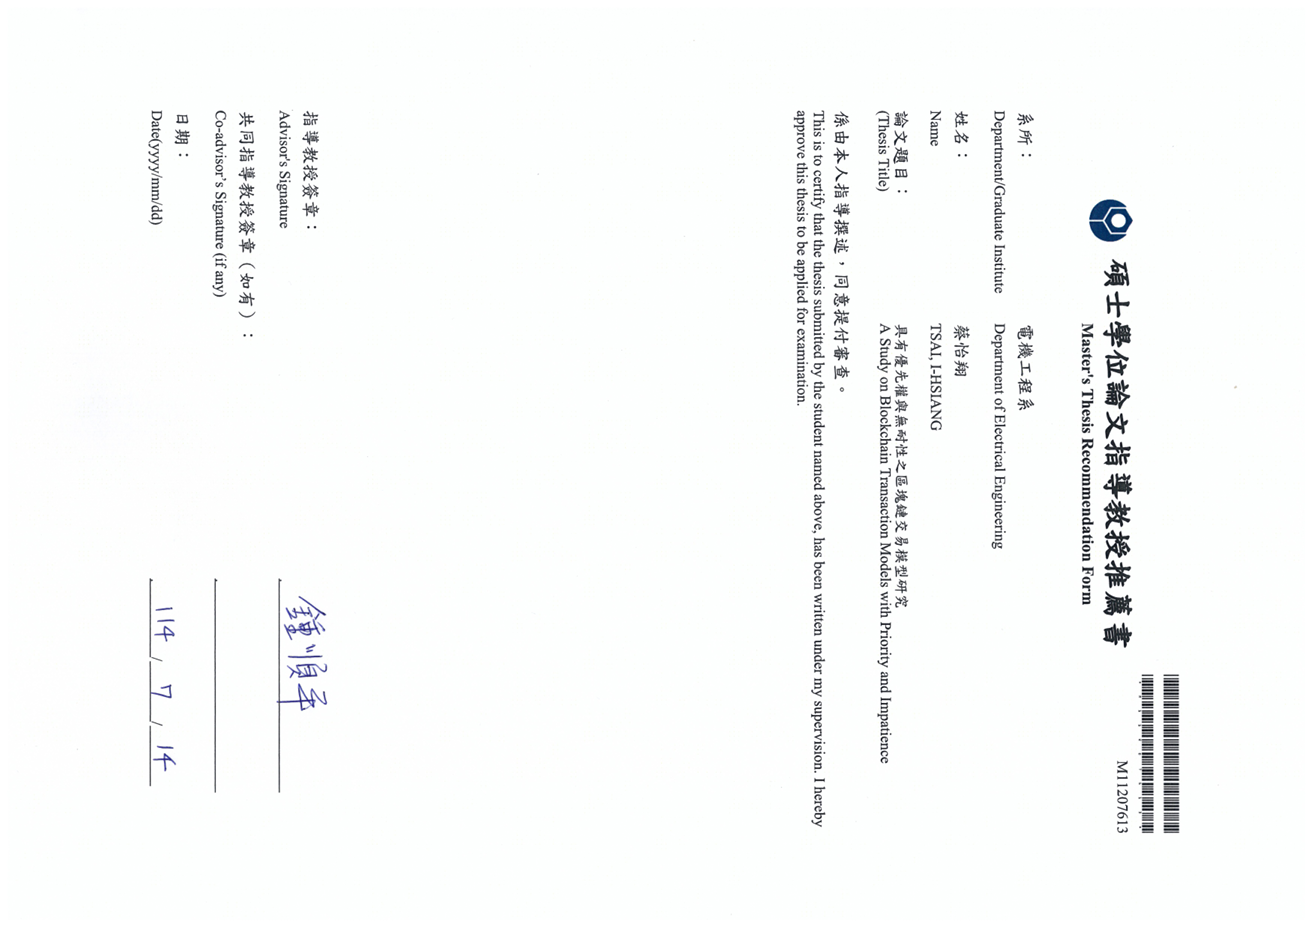 M11207613
碩士學位論文指導教授推薦書
Master's Thesis Recommendation Form
系所： 電機工程系
Department/Graduate Institute Department of Electrical Engineering
姓名： 蔡怡翔
Name TSAI, I-HSIANG
論文題目： 具有優先權與無耐性之區塊鏈交易模型研究
(Thesis Title) A Study on Blockchain Transaction Models with Priority and Impatience
係由本人指導撰述，同意提付審查。
This is to certify that the thesis submitted by the student named above, has been written under my supervision. I hereby
approve this thesis to be applied for examination.
指導教授簽章： 鍾順平
Advisor's Signature
共同指導教授簽章（如有）：
Co-advisor's Signature (if any)
日期： 114 / 7 / 14
Date(yyyy/mm/dd)